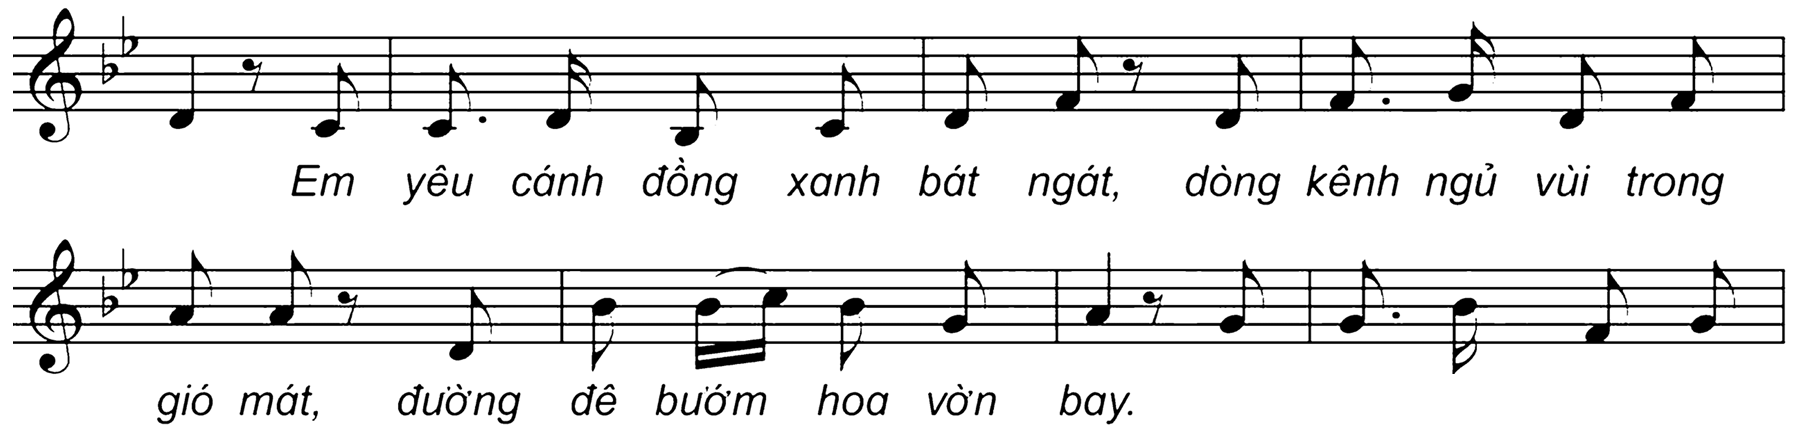 Em yêu cánh đồng xanh bát ngát, dòng kênh ngủ vùi trong
gió mát, đường đê bướm hoa vờn bay.